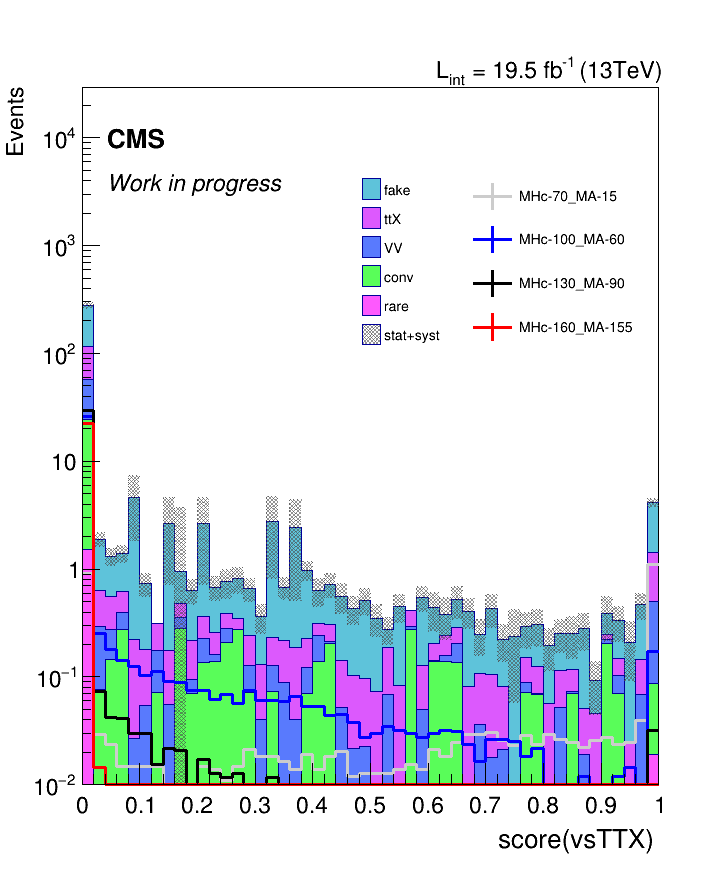 L_int = 19.5 fb^-1 (13TeV)
Events
CMS
Work in progress
fake
ttX
VV
conv
rare
stat+syst
MHc-70_MA-15
MHc-100_MA-60
MHc-130_MA-90
MHc-160_MA-155
10^4
10^3
10^2
10
1
10^−1
10^−2
0 0.1 0.2 0.3 0.4 0.5 0.6 0.7 0.8 0.9 1
score(vsTTX)